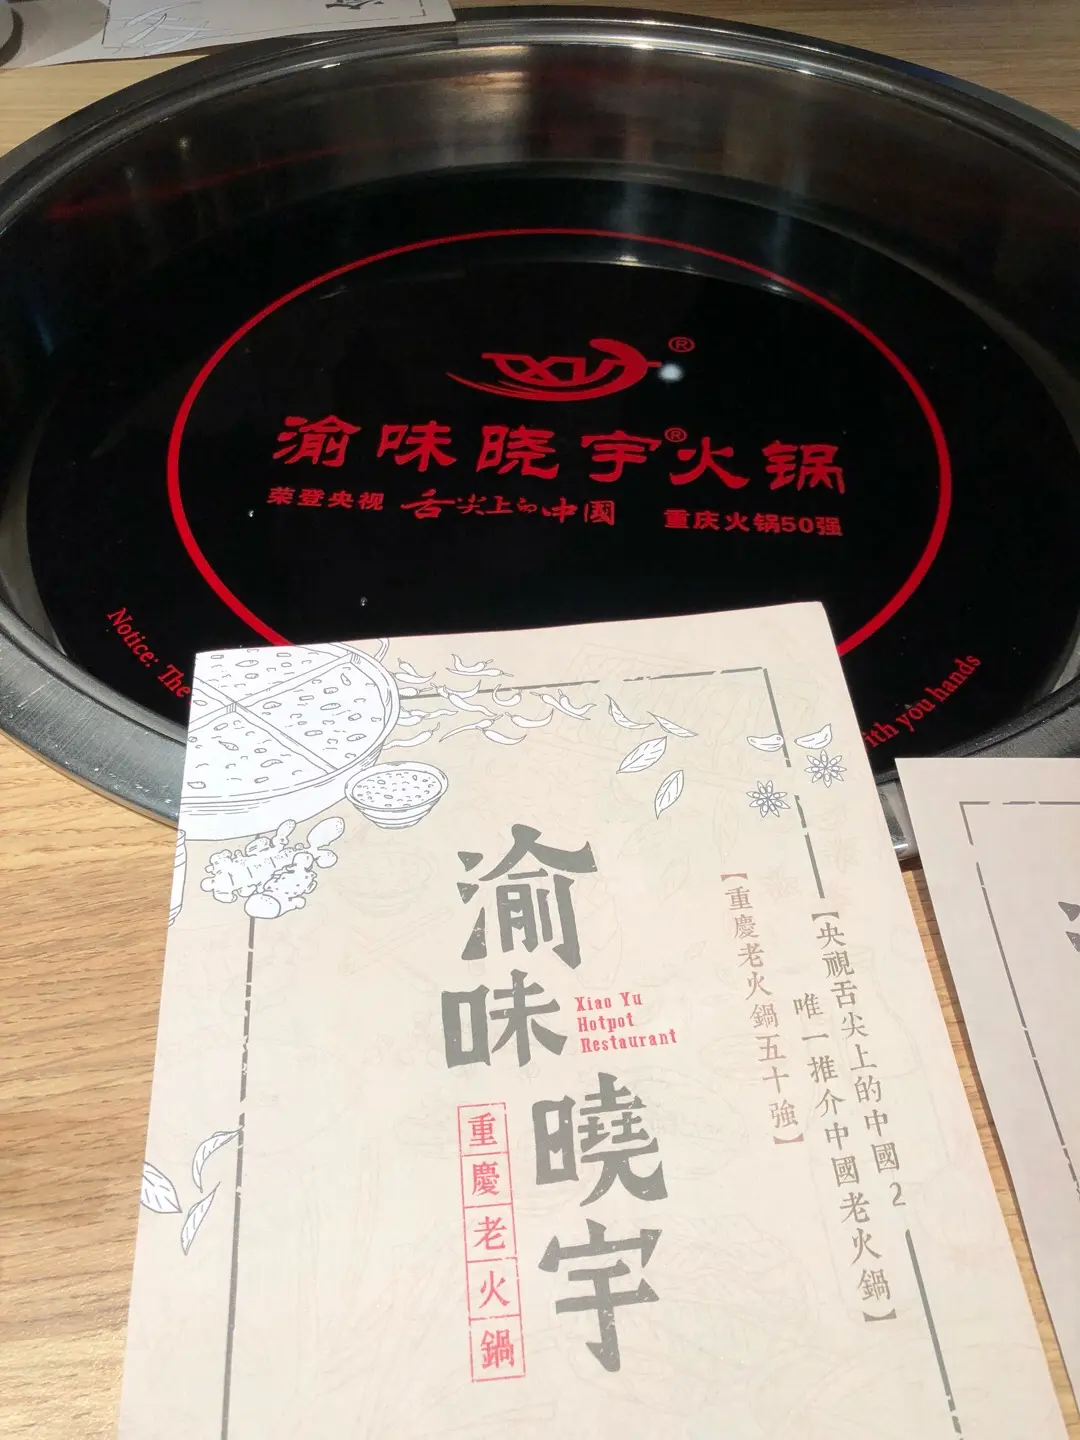 渝味晓宇®火锅
荣登央视 舌尖上的中國 重庆火锅50强
Notice: The
ith you hands
渝味曉宇
Xiao Yu
Hotpot
Restaurant
重慶老火鍋
【重慶老火鍋五十強】
【央視舌尖上的中國2
唯一推介中國老火鍋】